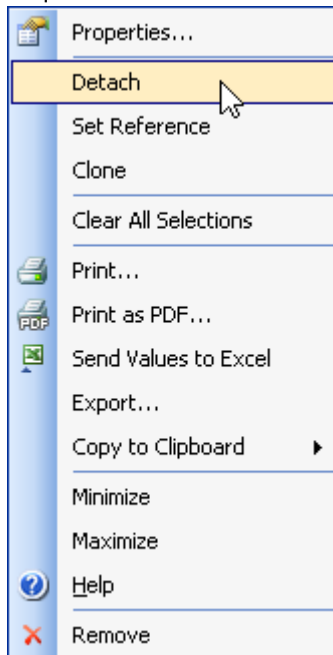 Properties...
Detach
Set Reference
Clone
Clear All Selections
Print...
PDF
Print as PDF...
Send Values to Excel
Export...
Copy to Clipboard
Minimize
Maximize
Help
Remove